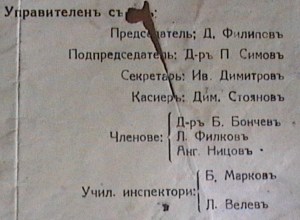 Управителенъ
Председатель: Д. Филиповъ
Подпредседатель: Д-ръ П Симовъ
Секретарь: Ив. Димитровъ
Касиеръ: Дим. Стояновъ
Д-ръ Б. Бончевъ
Членове: Л. Филковъ
Анг. Ницовъ
Б. Марковъ
Учил. инспектори:
Л. Велевъ